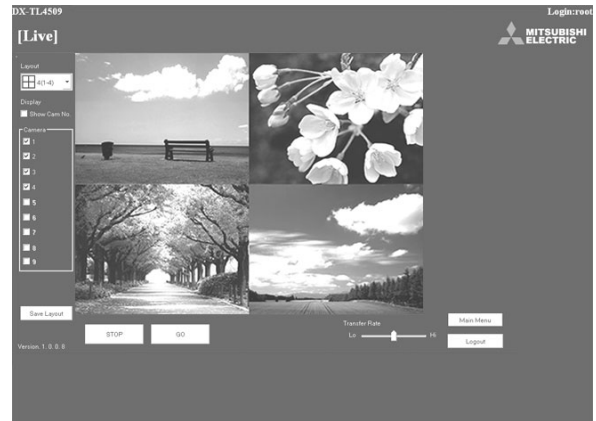 DX-TL4509
Login:root
[Live]
MITSUBISHI
ELECTRIC
Layout
4(1-4)
Display
Show Cam No.
Camera
1
2
3
4
5
6
7
8
9
Save Layout
STOP
GO
Transfer Rate
Lo
Hi
Main Menu
Logout
Version. 1. 0. 0. 0